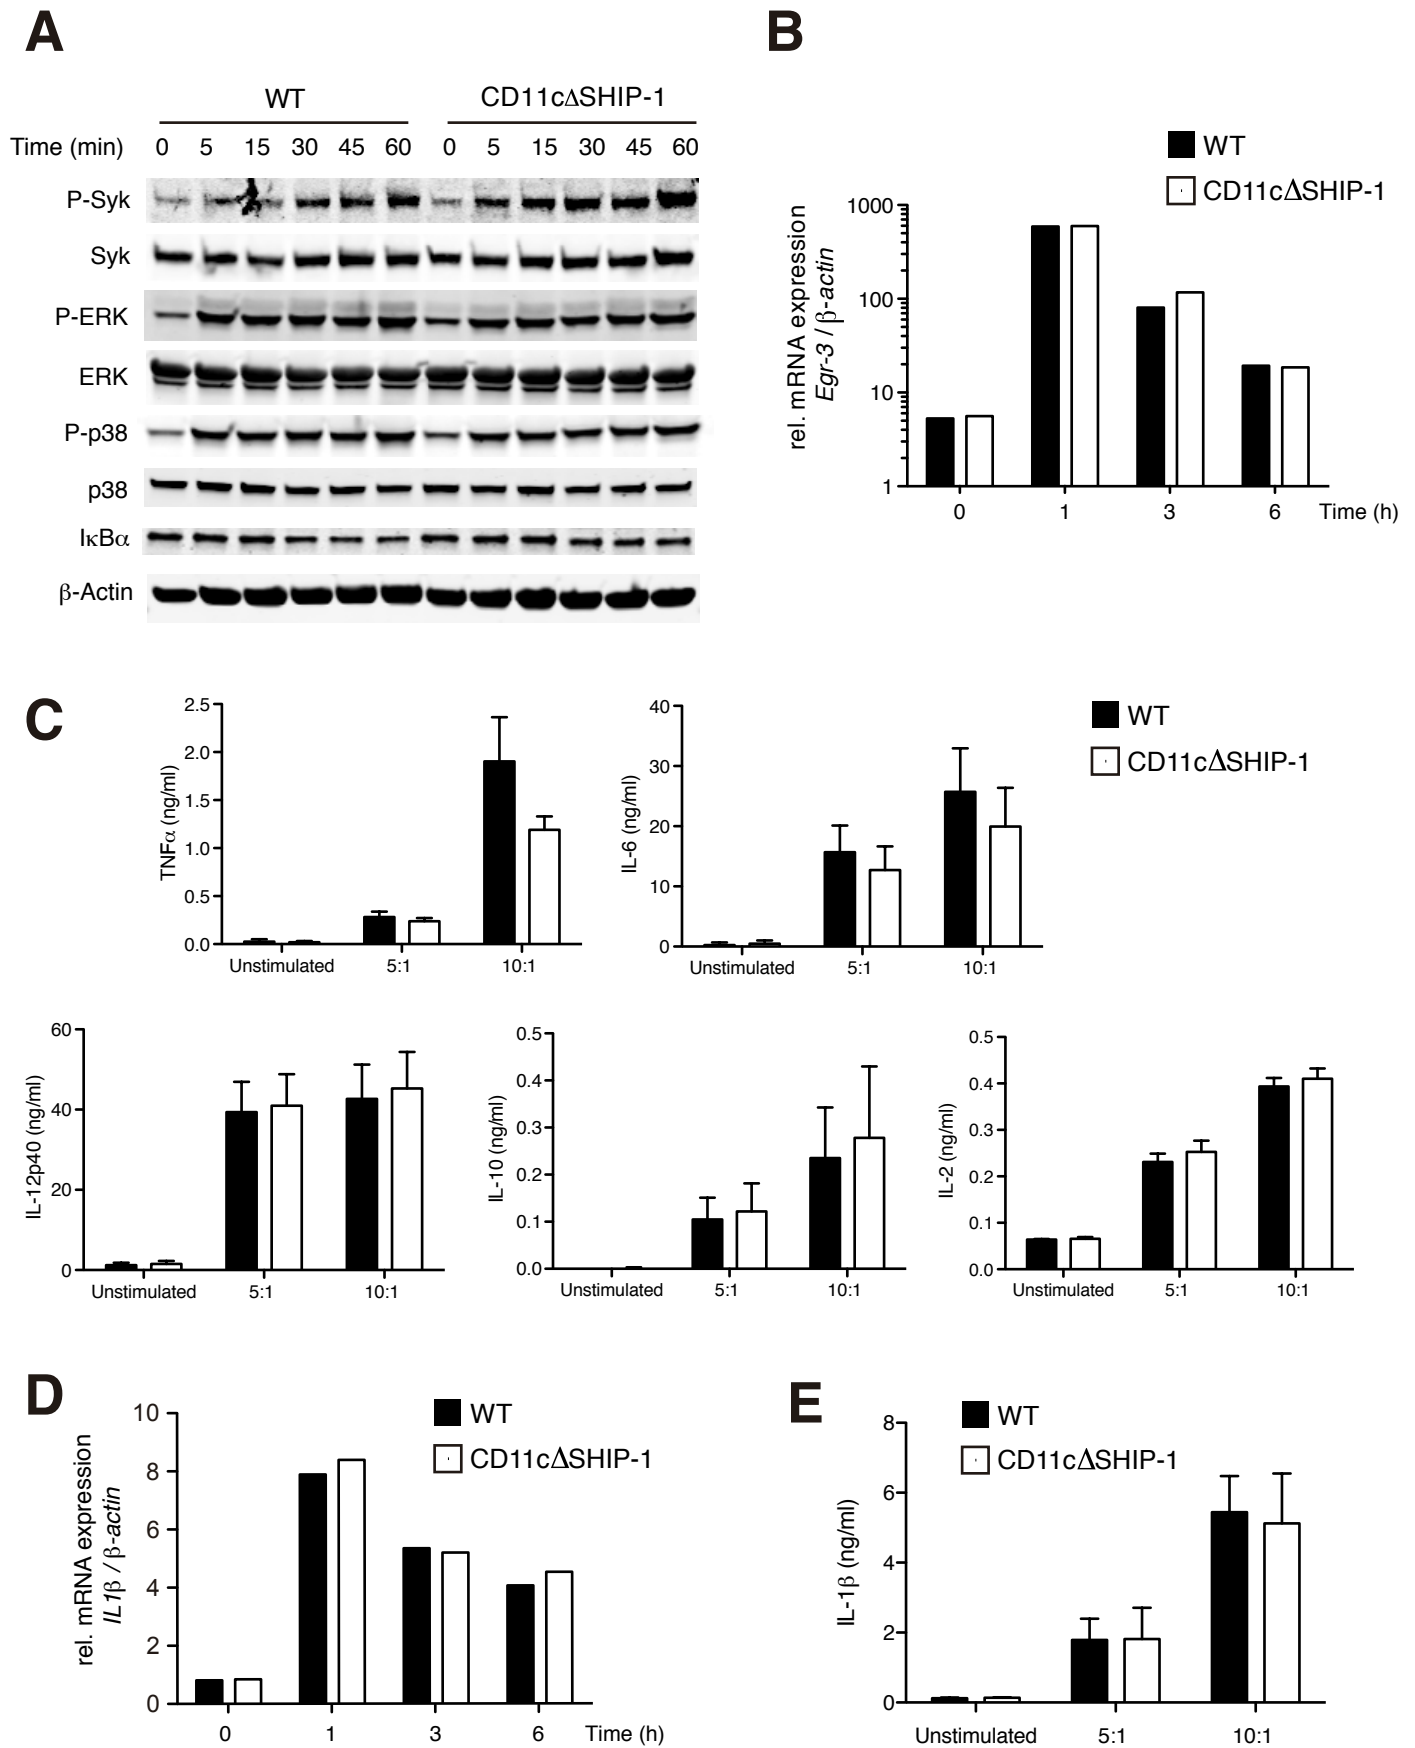 A
WT CD11cΔSHIP-1
Time (min) 0 5 15 30 45 60 0 5 15 30 45 60
P-Syk
Syk
P-ERK
ERK
P-p38
p38
IκBα
β-Actin
B
WT
CD11cΔSHIP-1
rel. mRNA expression
Egr-3 / β-actin
1000
100
10
1
0 1 3 6 Time (h)
C
WT
CD11cΔSHIP-1
TNFα (ng/ml)
2.5
2.0
1.5
1.0
0.5
0.0
Unstimulated 5:1 10:1
IL-6 (ng/ml)
40
30
20
10
0
Unstimulated 5:1 10:1
IL-12p40 (ng/ml)
60
40
20
0
Unstimulated 5:1 10:1
IL-10 (ng/ml)
0.5
0.4
0.3
0.2
0.1
0.0
Unstimulated 5:1 10:1
IL-2 (ng/ml)
0.5
0.4
0.3
0.2
0.1
0.0
Unstimulated 5:1 10:1
D
WT
CD11cΔSHIP-1
rel. mRNA expression
IL1β / β-actin
10
8
6
4
2
0
0 1 3 6 Time (h)
E
WT
CD11cΔSHIP-1
IL-1β (ng/ml)
8
6
4
2
0
Unstimulated 5:1 10:1